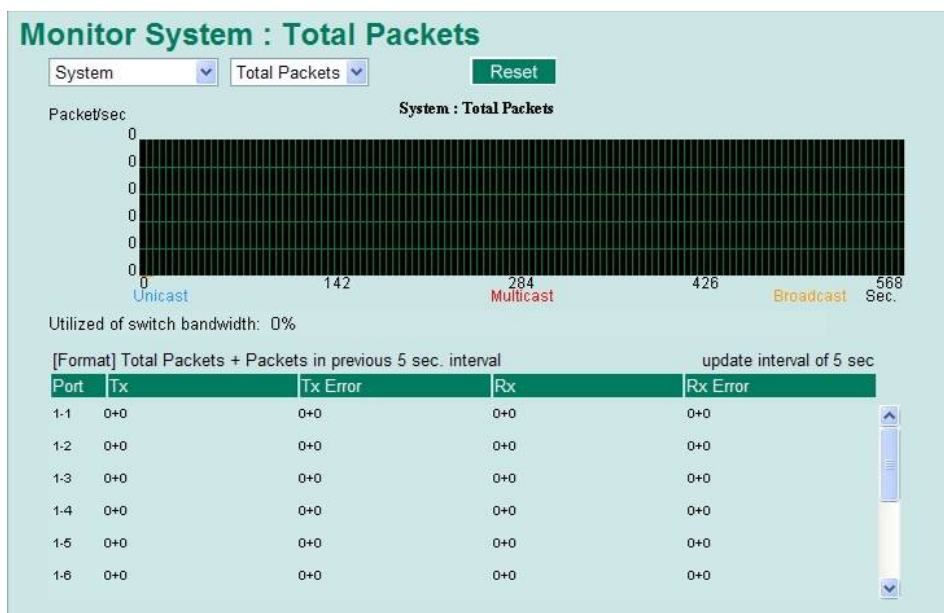 Monitor System : Total Packets
System Total Packets Reset
Packet/sec System : Total Packets
0
0
0
0
0
0
0 142 284 426 568
Unicast Multicast Broadcast Sec.
Utilized of switch bandwidth: 0%
[Format] Total Packets + Packets in previous 5 sec. interval update interval of 5 sec
Port Tx Tx Error Rx Rx Error
1-1 0+0 0+0 0+0 0+0
1-2 0+0 0+0 0+0 0+0
1-3 0+0 0+0 0+0 0+0
1-4 0+0 0+0 0+0 0+0
1-5 0+0 0+0 0+0 0+0
1-6 0+0 0+0 0+0 0+0